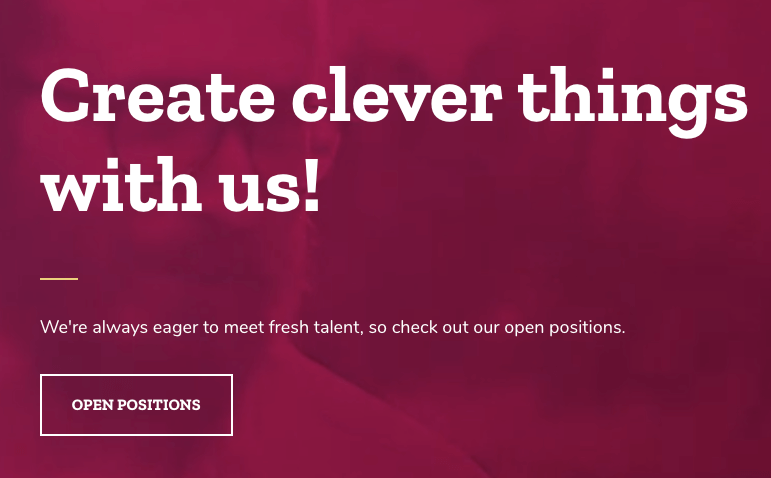 Create clever things
with us!
We're always eager to meet fresh talent, so check out our open positions.
OPEN POSITIONS